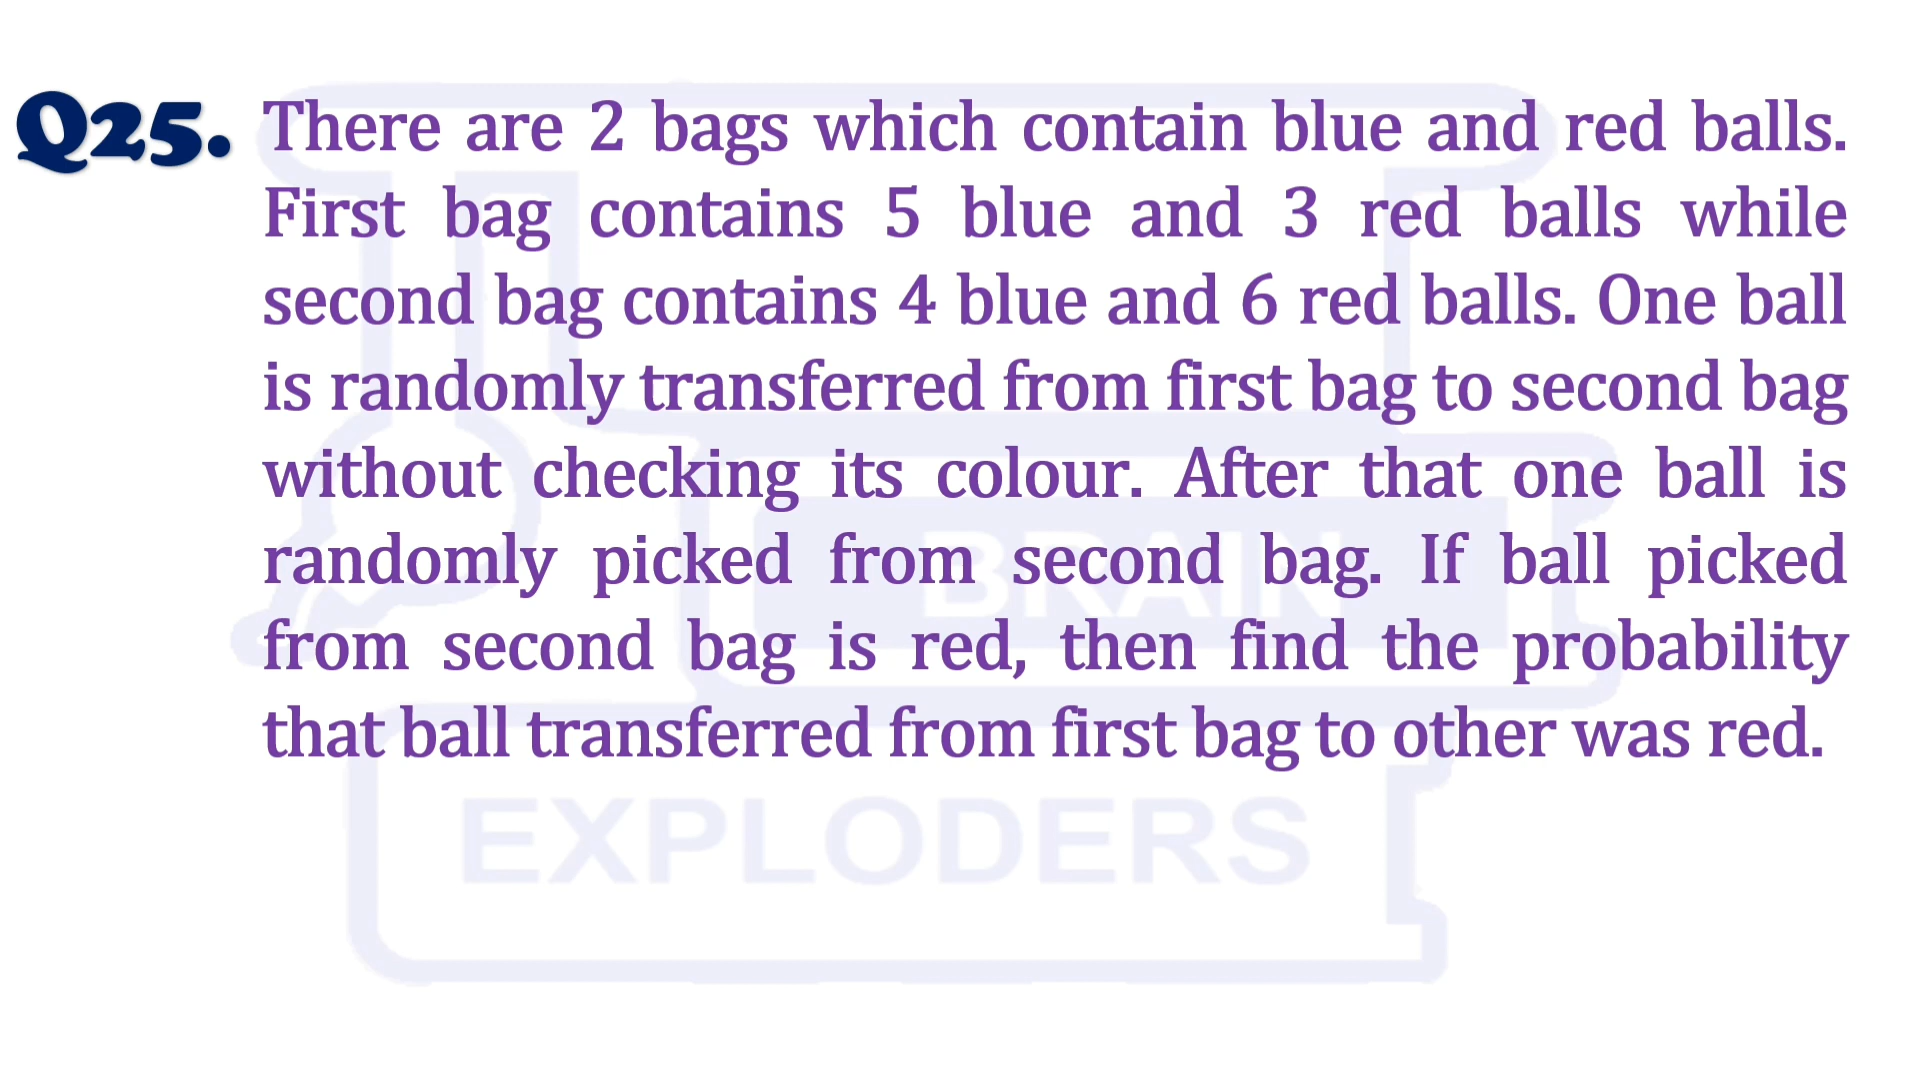 Q25. There are 2 bags which contain blue and red balls.
First bag contains 5 blue and 3 red balls while
second bag contains 4 blue and 6 red balls. One ball
is randomly transferred from first bag to second bag
without checking its colour. After that one ball is
randomly picked from second bag. If ball picked
from second bag is red, then find the probability
that ball transferred from first bag to other was red.
BRAIN
EXPLODERS